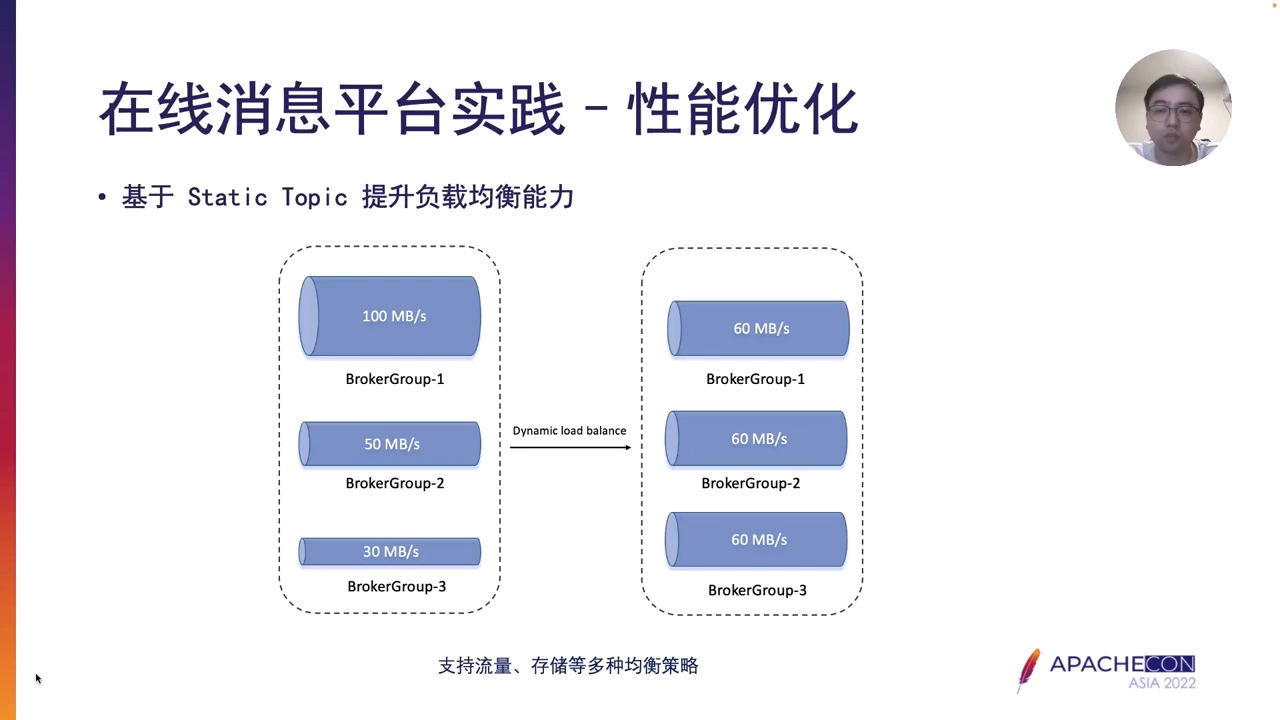 在线消息平台实践 - 性能优化
• 基于 Static Topic 提升负载均衡能力
100 MB/s
BrokerGroup-1
50 MB/s
BrokerGroup-2
30 MB/s
BrokerGroup-3
Dynamic load balance
60 MB/s
BrokerGroup-1
60 MB/s
BrokerGroup-2
60 MB/s
BrokerGroup-3
支持流量、存储等多种均衡策略
APACHECON
ASIA 2022